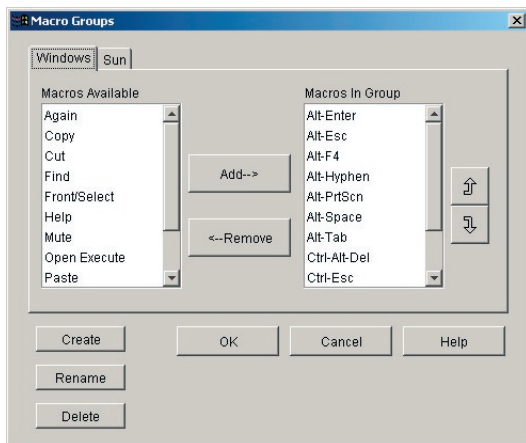 Macro Groups
Windows
Sun
Macros Available
Again
Copy
Cut
Find
Front/Select
Help
Mute
Open Execute
Paste
Add-->
<--Remove
Macros In Group
Alt-Enter
Alt-Esc
Alt-F4
Alt-Hyphen
Alt-PrtScn
Alt-Space
Alt-Tab
Ctrl-Alt-Del
Ctrl-Esc
Create
OK
Cancel
Help
Rename
Delete